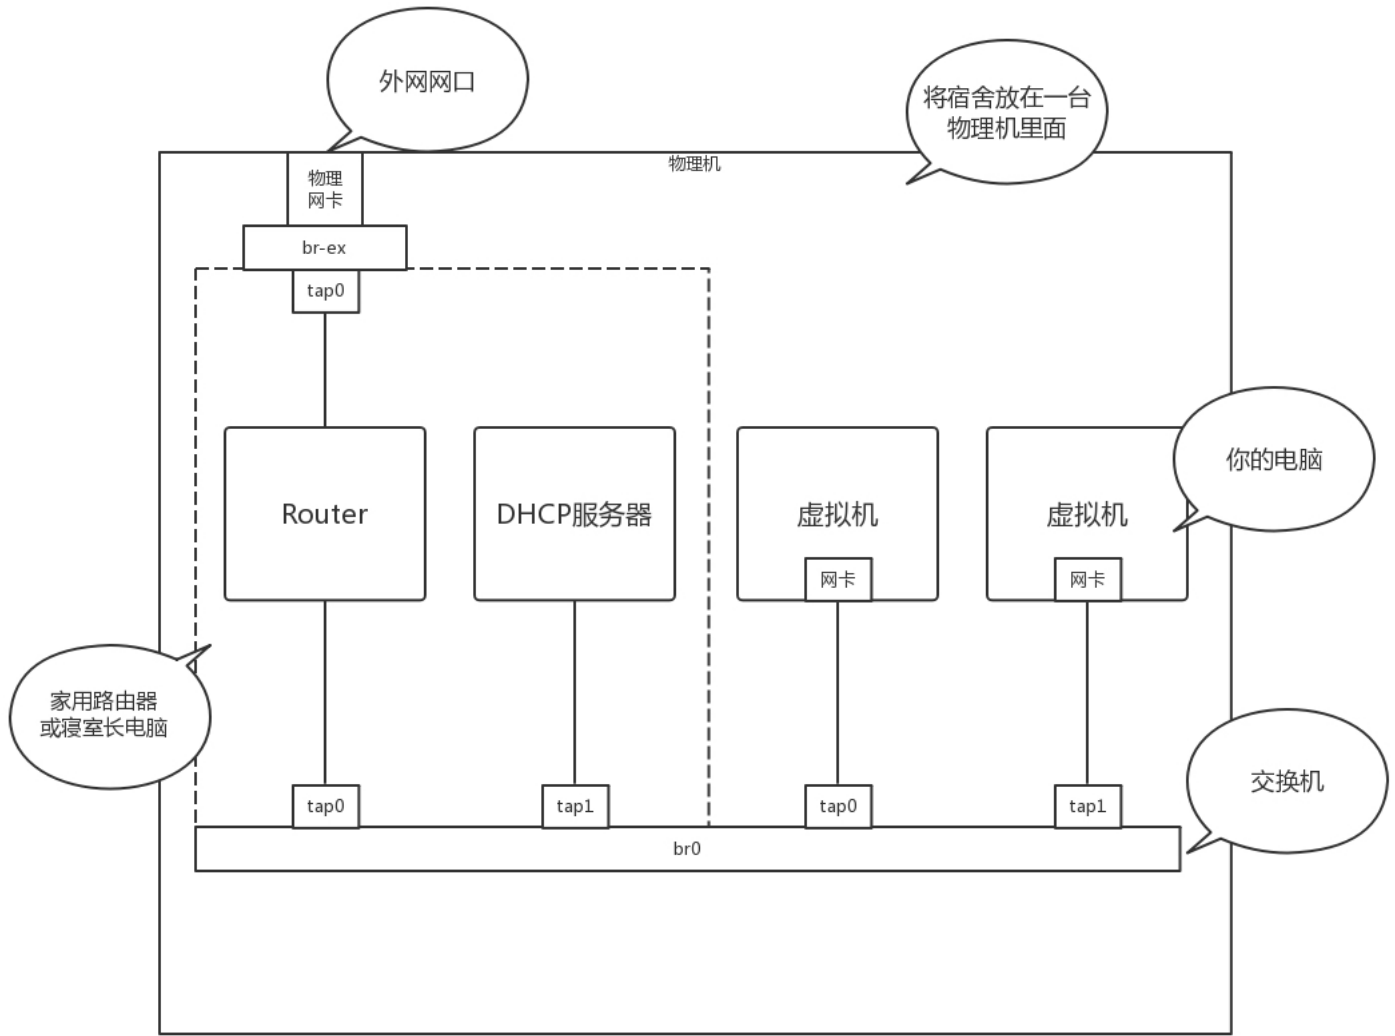 外网网口
将宿舍放在一台
物理机里面
物理机
物理
网卡
br-ex
tap0
Router
DHCP服务器
虚拟机
网卡
虚拟机
网卡
你的电脑
家用路由器
或寝室长电脑
tap0
tap1
tap0
tap1
交换机
br0